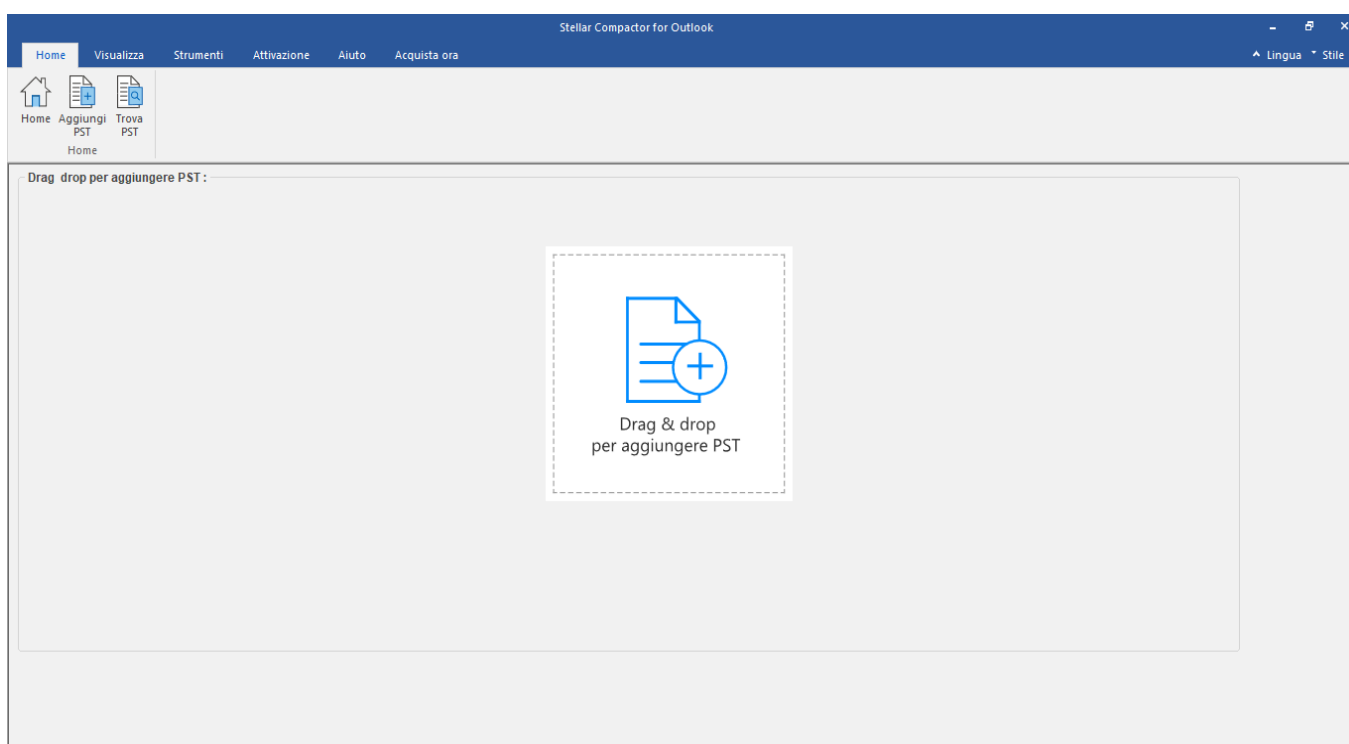 Stellar Compactor for Outlook
Home Visualizza Strumenti Attivazione Aiuto Acquista ora Lingua Stile
Home Aggiungi PST Trova PST
Home
Drag drop per aggiungere PST :
Drag & drop
per aggiungere PST